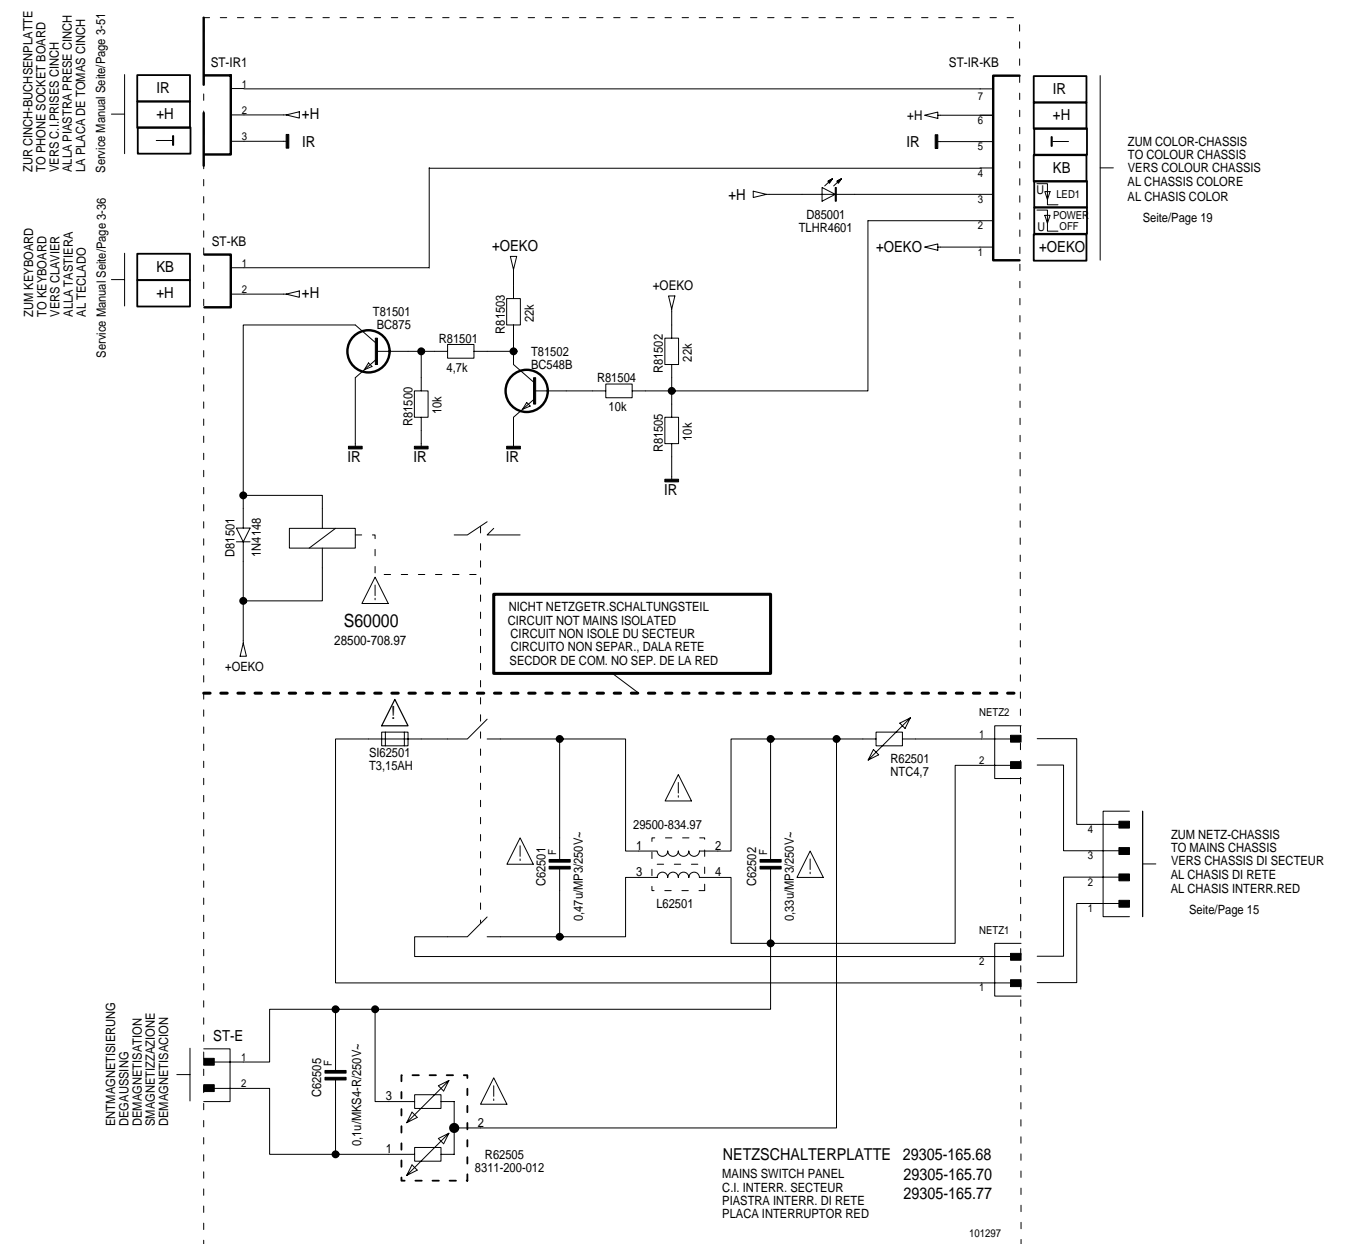 ZUR CINCH-BUCHSENPLATTE
TO PHONE SOCKET BOARD
VERS C.I.PRISES CINCH
ALLA PIASTRA PRESE CINCH
LA PLACA DE TOMAS CINCH
Service Manual Seite/Page 3-51
IR
+H
ST-IR1
1
2
+H
3
IR
ST-IR-KB
7
+H
6
IR
5
4
3
2
+OEKO
1
IR
+H
KB
U LED1
U POWER
OFF
+OEKO
ZUM COLOR-CHASSIS
TO COLOUR CHASSIS
VERS COLOUR CHASSIS
AL CHASSIS COLORE
AL CHASIS COLOR
Seite/Page 19
+H
D85001
TLHR4601
ZUM KEYBOARD
TO KEYBOARD
VERS CLAVIER
ALLA TASTIERA
AL TECLADO
Service Manual Seite/Page 3-36
KB
+H
ST-KB
1
2
+H
+OEKO
R81503
22k
T81501
BC875
R81501
4,7k
R81500
10k
T81502
BC548B
R81504
10k
+OEKO
R81502
22k
R81505
10k
IR
IR
IR
IR
D81501
1N4148
+OEKO
S60000
28500-708.97
NICHT NETZGETR.SCHALTUNGSTEIL
CIRCUIT NOT MAINS ISOLATED
CIRCUIT NON ISOLE DU SECTEUR
CIRCUITO NON SEPAR., DALA RETE
SECDOR DE COM. NO SEP. DE LA RED
SI62501
T3,15AH
C62501
F
0,47u/MP3/250V~
29500-834.97
1
2
3
4
L62501
C62502
F
0,33u/MP3/250V~
R62501
NTC4,7
NETZ2
1
2
NETZ1
2
1
4
3
2
1
ZUM NETZ-CHASSIS
TO MAINS CHASSIS
VERS CHASSIS DI SECTEUR
AL CHASIS DI RETE
AL CHASIS INTERR.RED
Seite/Page 15
ENTMAGNETISIERUNG
DEGAUSSING
DEMAGNETISATION
SMAGNETIZZAZIONE
DEMAGNETISACION
ST-E
1
2
C62505
F
0,1u/MKS4-R/250V~
3
1
2
R62505
8311-200-012
NETZSCHALTERPLATTE 29305-165.68
MAINS SWITCH PANEL 29305-165.70
C.I. INTERR. SECTEUR 29305-165.77
PIASTRA INTERR. DI RETE
PLACA INTERRUPTOR RED
101297